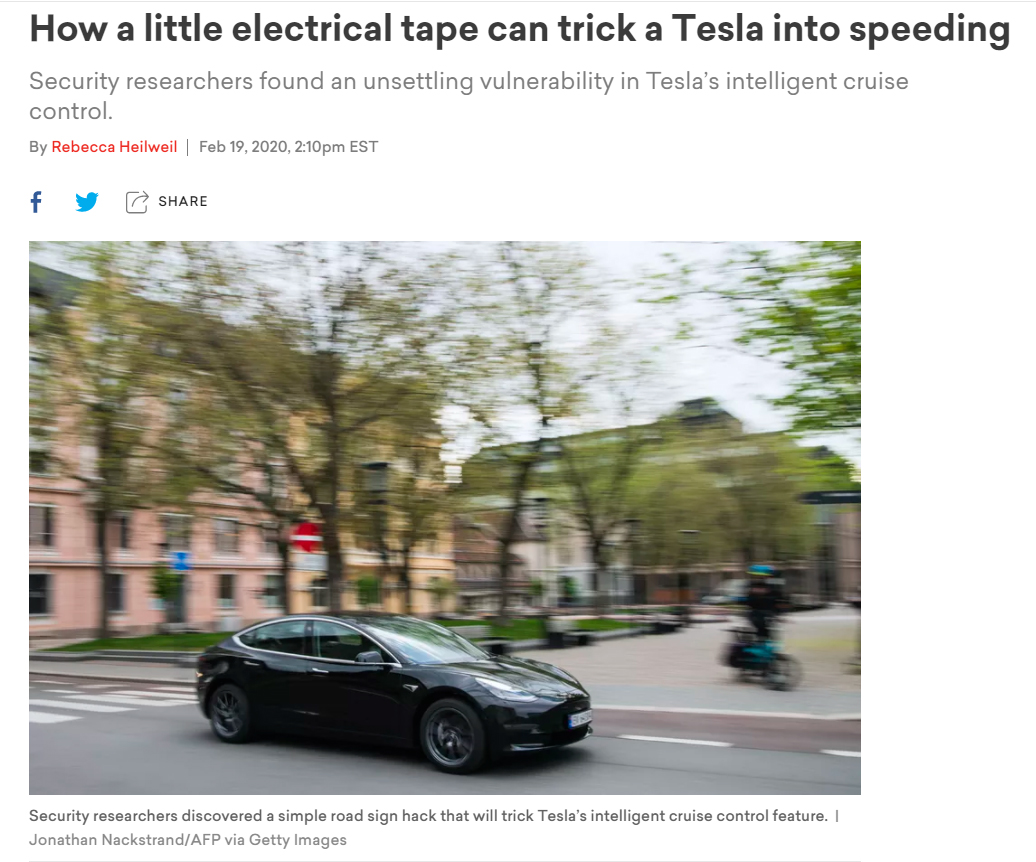 How a little electrical tape can trick a Tesla into speeding
Security researchers found an unsettling vulnerability in Tesla’s intelligent cruise
control.
By Rebecca Heilweil | Feb 19, 2020, 2:10pm EST
SHARE
Security researchers discovered a simple road sign hack that will trick Tesla’s intelligent cruise control feature. |
Jonathan Nackstrand/AFP via Getty Images